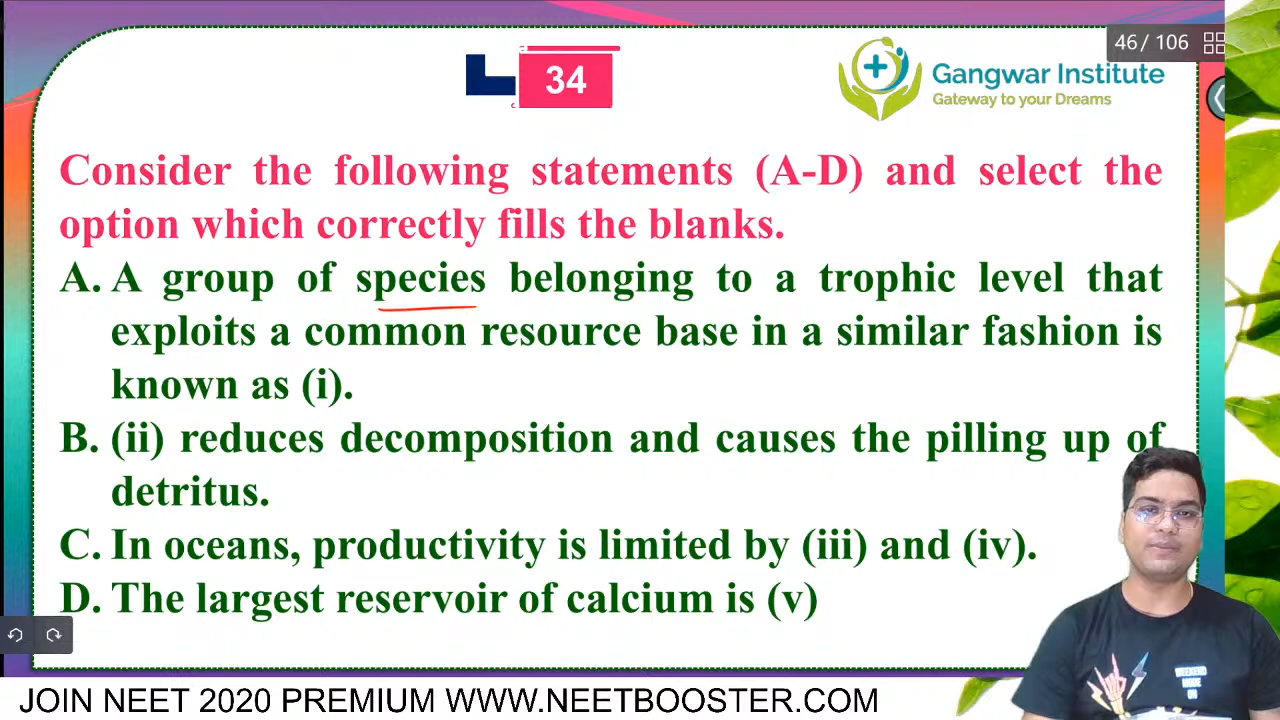 46 / 106
34
Gangwar Institute
Gateway to your Dreams
Consider the following statements (A-D) and select the
option which correctly fills the blanks.
A. A group of species belonging to a trophic level that
exploits a common resource base in a similar fashion is
known as (i).
B. (ii) reduces decomposition and causes the pilling up of
detritus.
C. In oceans, productivity is limited by (iii) and (iv).
D. The largest reservoir of calcium is (v)
WEEKEND
MODE
ON
JOIN NEET 2020 PREMIUM WWW.NEETBOOSTER.COM